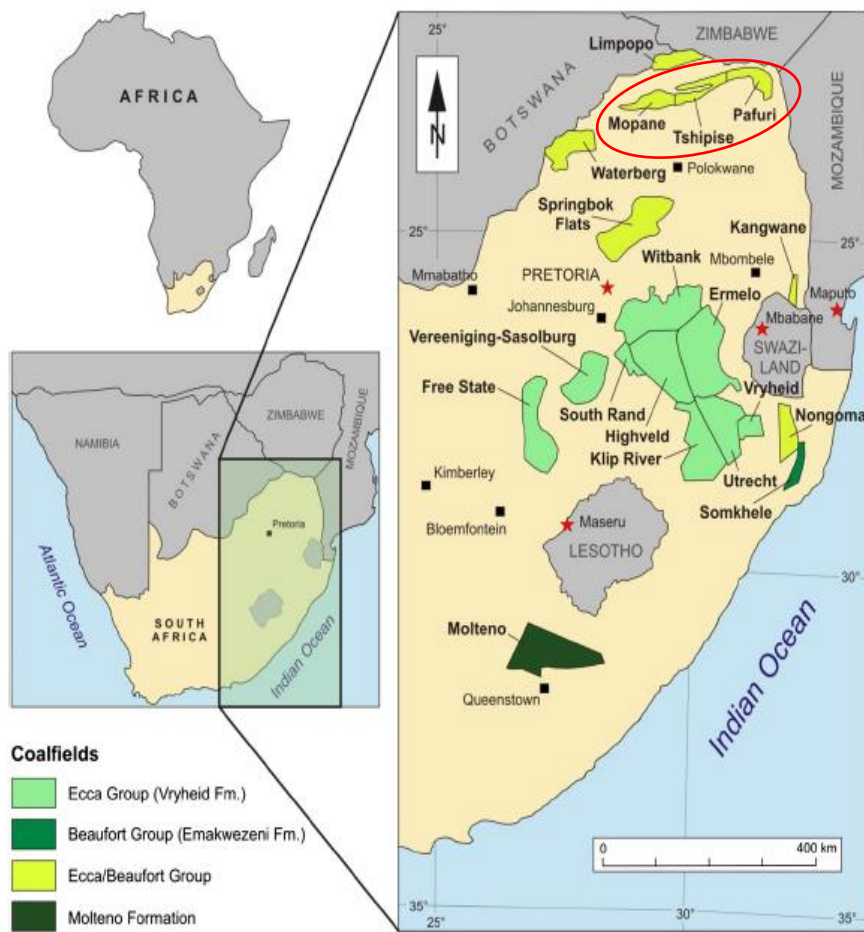 AFRICA
NAMIBIA
BOTSWANA
ZIMBABWE
MOZAMBIQUE
Pretoria
SOUTH
AFRICA
Atlantic Ocean
Indian Ocean
Coalfields
Ecca Group (Vryheid Fm.)
Beaufort Group (Emakwezeni Fm.)
Ecca/Beaufort Group
Molteno Formation
25°
ZIMBABWE
Limpopo
BOTSWANA
MOZAMBIQUE
N
Mopane
Tshipise
Pafuri
Waterberg
Polokwane
Springbok
Flats
25°
25°
Kangwane
Witbank
Mbombele
Mmabatho
PRETORIA
Ermelo
Maputo
Johannesburg
Mbabane
Vereeniging-Sasolburg
SWAZI-
LAND
Free State
Vryheid
South Rand
Nongoma
Highveld
Klip River
Utrecht
Kimberley
Somkhele
Bloemfontein
Maseru
LESOTHO
30°
Molteno
Queenstown
Indian Ocean
0
400 km
35°
25°
30°
35°